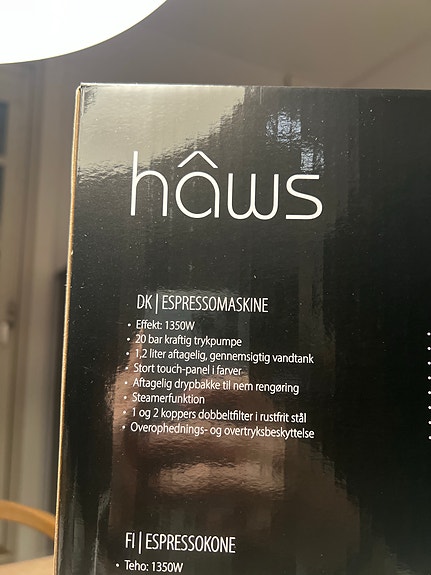 hâws
DK | ESPRESSOMASKINE
• Effekt: 1350W
• 20 bar kraftig trykpumpe
• 1,2 liter aftagelig, gennemsigtig vandtank
• Stort touch-panel i farver
• Aftagelig drypbakke til nem rengøring
• Steamerfunktion
• 1 og 2 koppers dobbeltfilter i rustfrit stål
• Overophednings- og overtryksbeskyttelse
FI | ESPRESSOKONE
• Teho: 1350W